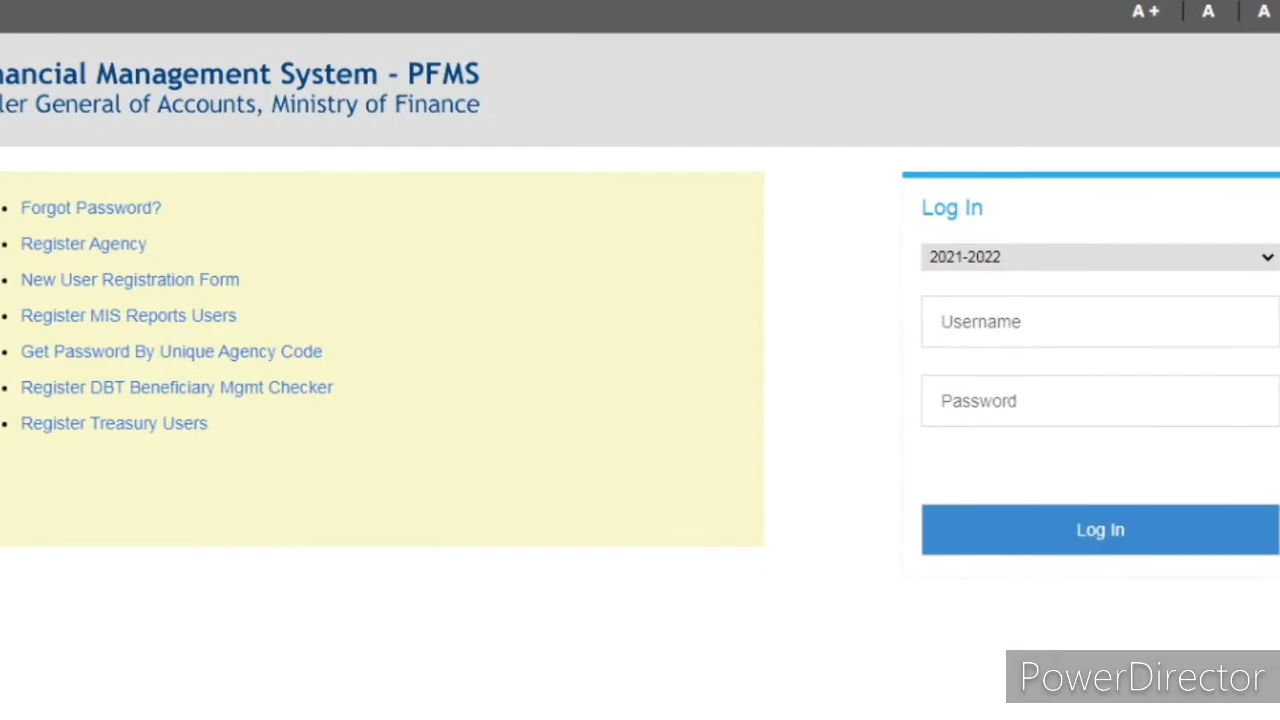 A+ | A | A
nancial Management System - PFMS
ler General of Accounts, Ministry of Finance
Forgot Password?
Register Agency
New User Registration Form
Register MIS Reports Users
Get Password By Unique Agency Code
Register DBT Beneficiary Mgmt Checker
Register Treasury Users
Log In
2021-2022
Username
Password
Log In
PowerDirector